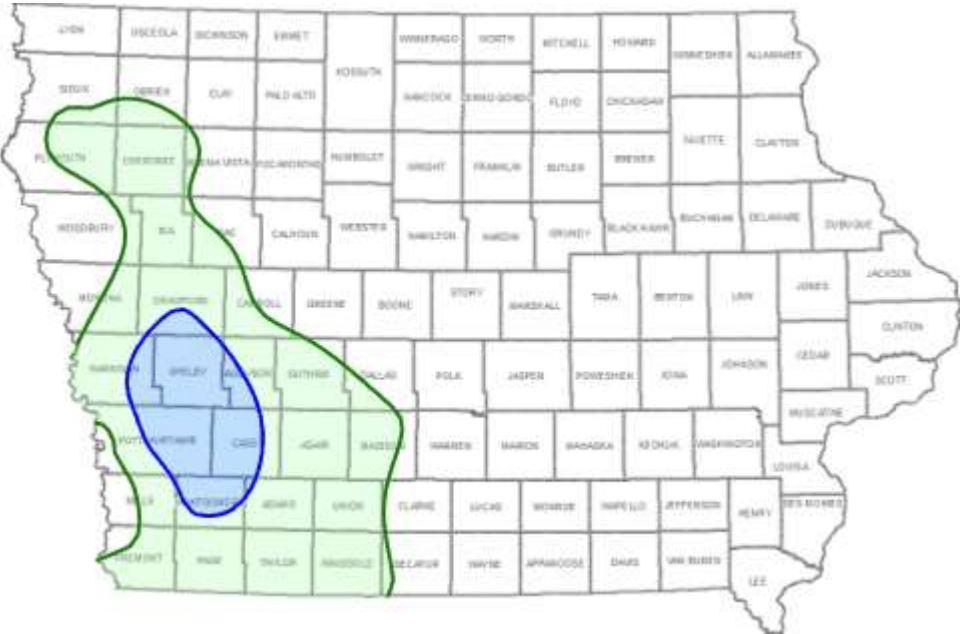 LYON OSCEOLA DICKINSON EMMET WINNEBAGO WORTH MITCHELL HOWARD WINNESHIEK ALLAMAKEE
KOSSUTH
SIOUX OBRIEN CLAY PALO ALTO HANCOCK CERRO GORDO FLOYD CHICKASAW
FAYETTE CLAYTON
PLYMOUTH CHEROKEE BUENA VISTA POCAHONTAS HUMBOLDT WRIGHT FRANKLIN BUTLER BREMER
WOODBURY IDA SAC CALHOUN WEBSTER HAMILTON HARDIN GRUNDY BLACK HAWK BUCHANAN DELAWARE DUBUQUE
MONONA CRAWFORD CARROLL GREENE BOONE STORY MARSHALL TAMA BENTON LINN JONES JACKSON
CLINTON
HARRISON SHELBY AUDUBON GUTHRIE DALLAS POLK JASPER POWESHIEK IOWA JOHNSON CEDAR
SCOTT
MUSCATINE
POTTAWATTAMIE CASS ADAIR MADISON WARREN MARION MAHASKA KEOKUK WASHINGTON
LOUISA
MILLS MONTGOMERY ADAMS UNION CLARKE LUCAS MONROE WAPELLO JEFFERSON HENRY DES MOINES
FREMONT PAGE TAYLOR RINGGOLD DECATUR WAYNE APPANOOSE DAVIS VAN BUREN
LEE